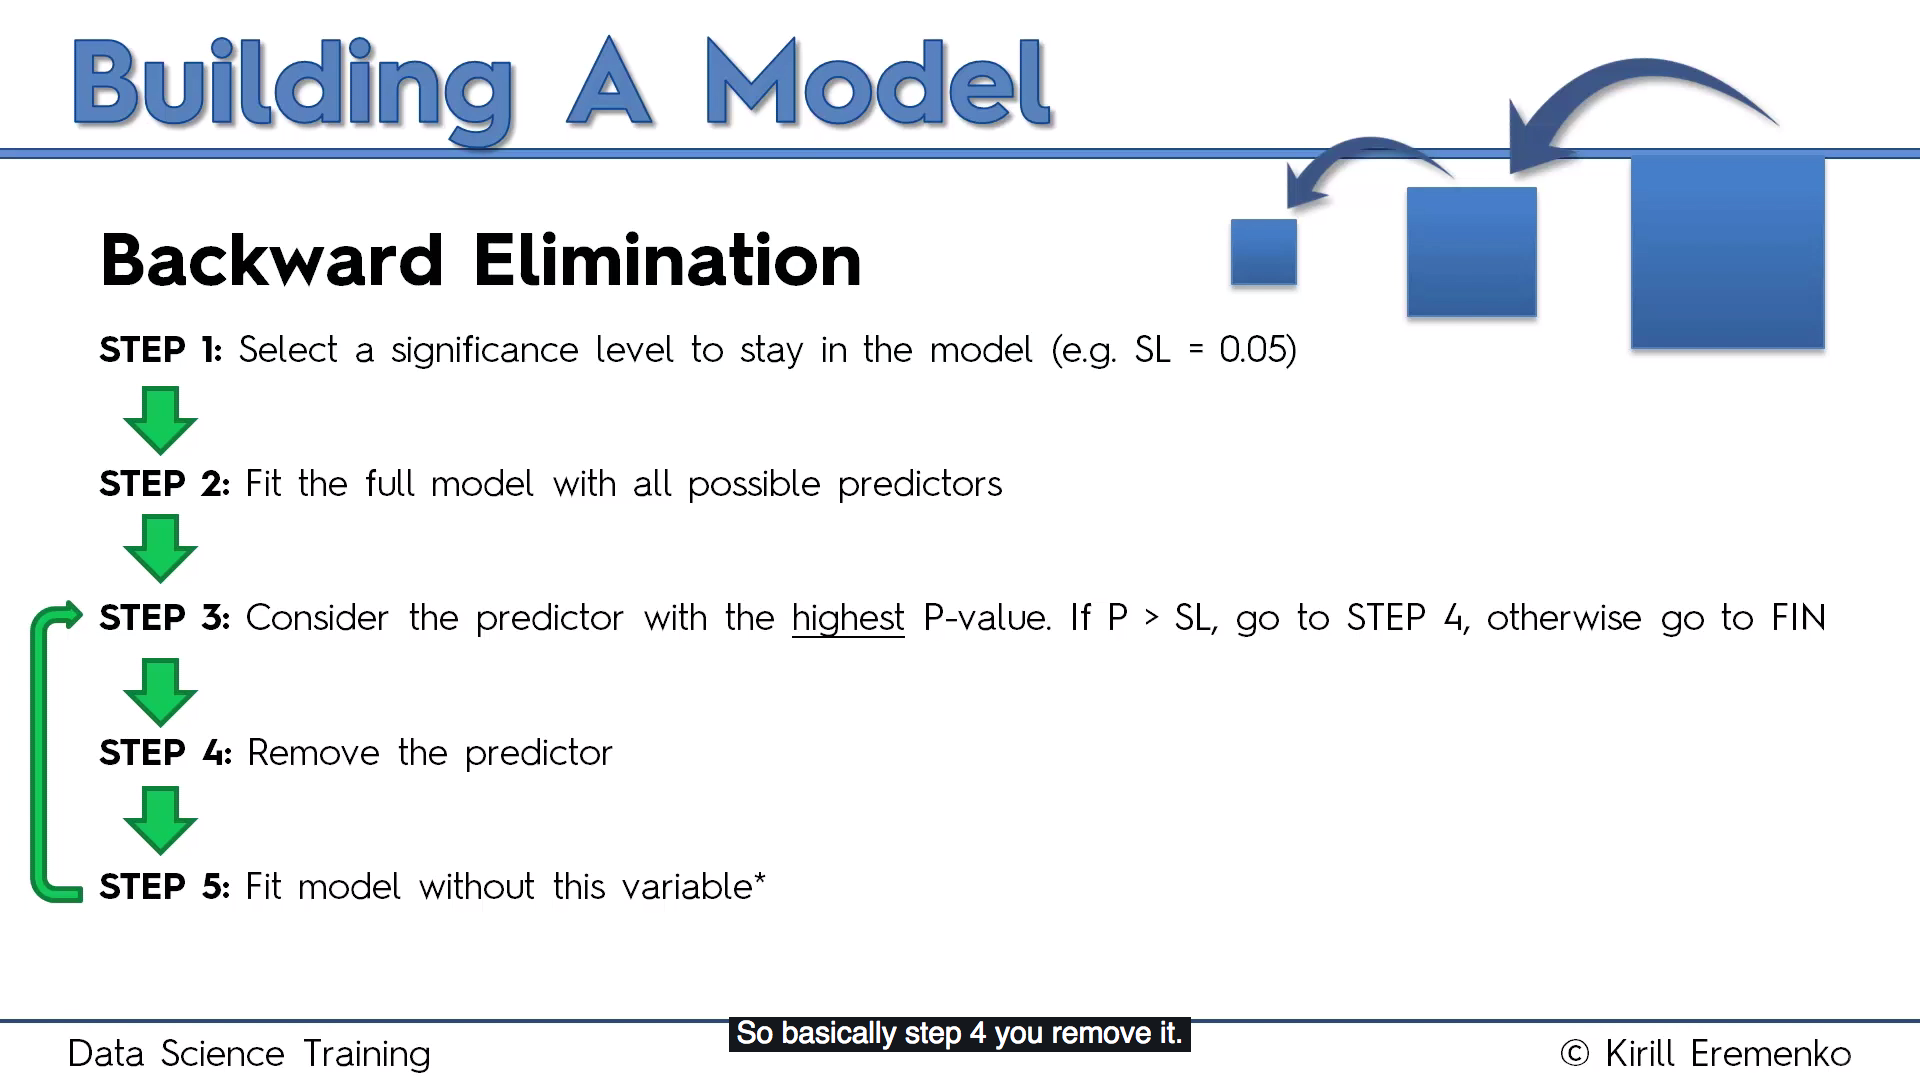 Building A Model
Backward Elimination
STEP 1: Select a significance level to stay in the model (e.g. SL = 0.05)
STEP 2: Fit the full model with all possible predictors
STEP 3: Consider the predictor with the highest P-value. If P > SL, go to STEP 4, otherwise go to FIN
STEP 4: Remove the predictor
STEP 5: Fit model without this variable*
So basically step 4 you remove it.
Data Science Training
© Kirill Eremenko